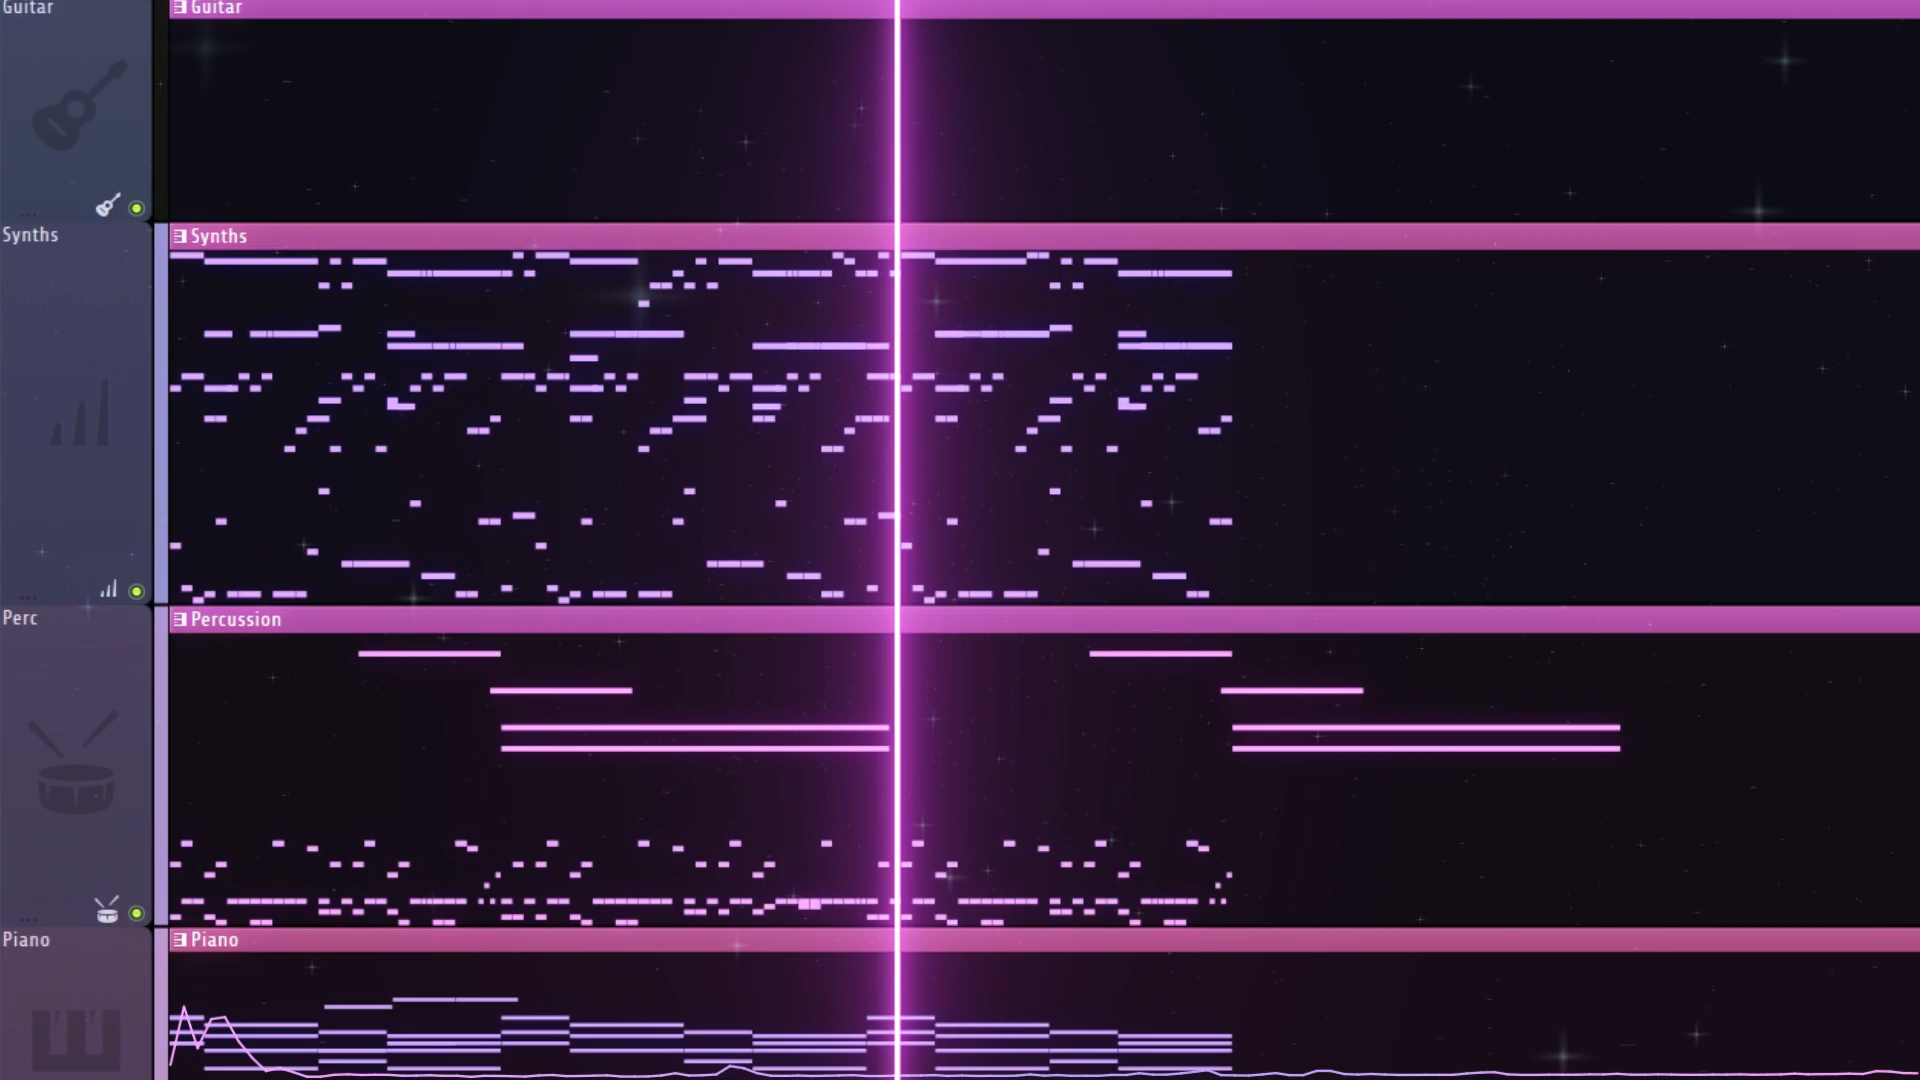 Guitar
Guitar
Synths
Synths
Perc
Percussion
Piano
Piano